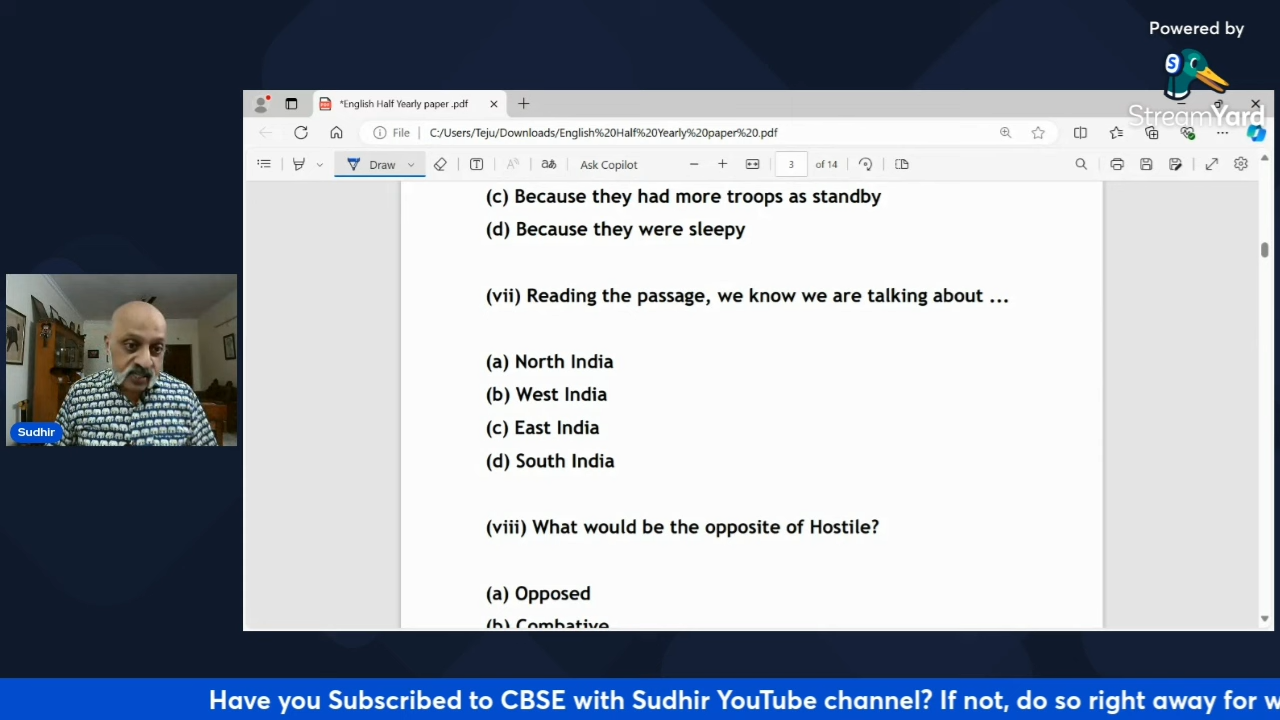 Powered by
StreamYard
*English Half Yearly paper .pdf
File
C:/Users/Teju/Downloads/English%20Half%20Yearly%20paper%20.pdf
Draw
Ask Copilot
3 of 14
(c) Because they had more troops as standby
(d) Because they were sleepy
(vii) Reading the passage, we know we are talking about ...
(a) North India
(b) West India
(c) East India
(d) South India
(viii) What would be the opposite of Hostile?
(a) Opposed
(b) Combative
Sudhir
Have you Subscribed to CBSE with Sudhir YouTube channel? If not, do so right away for w